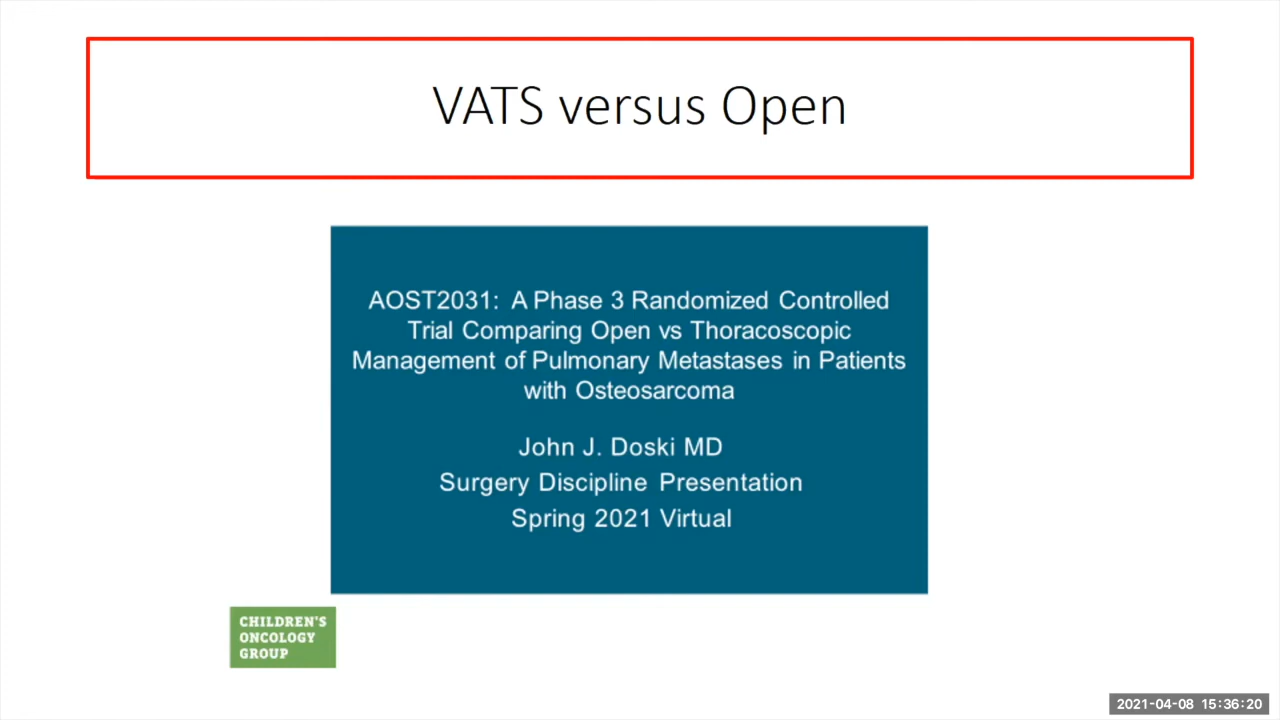 VATS versus Open
AOST2031: A Phase 3 Randomized Controlled
Trial Comparing Open vs Thoracoscopic
Management of Pulmonary Metastases in Patients
with Osteosarcoma
John J. Doski MD
Surgery Discipline Presentation
Spring 2021 Virtual
CHILDREN'S
ONCOLOGY
GROUP
2021-04-08 15:36:20